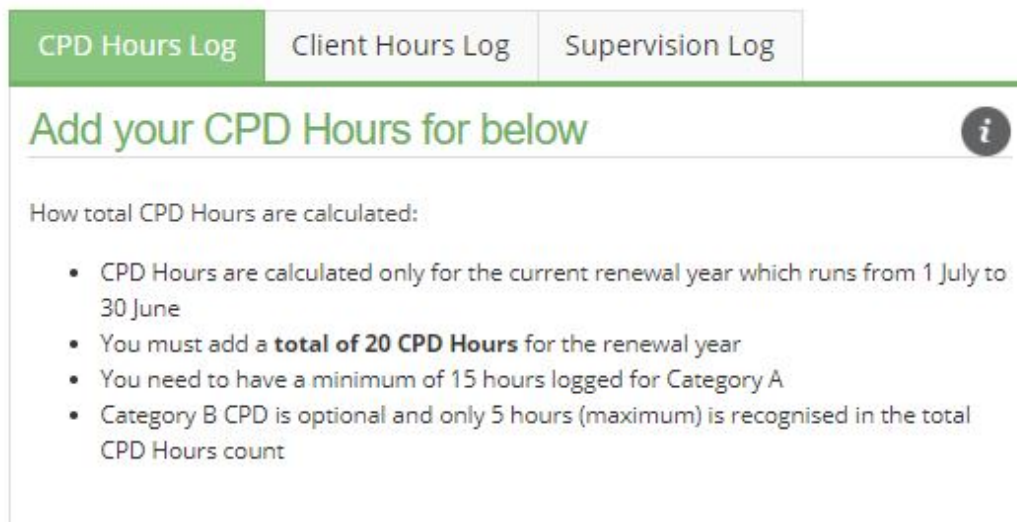 CPD Hours Log
Client Hours Log
Supervision Log
Add your CPD Hours for below
i
How total CPD Hours are calculated:
• CPD Hours are calculated only for the current renewal year which runs from 1 July to
30 June
• You must add a total of 20 CPD Hours for the renewal year
• You need to have a minimum of 15 hours logged for Category A
• Category B CPD is optional and only 5 hours (maximum) is recognised in the total
CPD Hours count